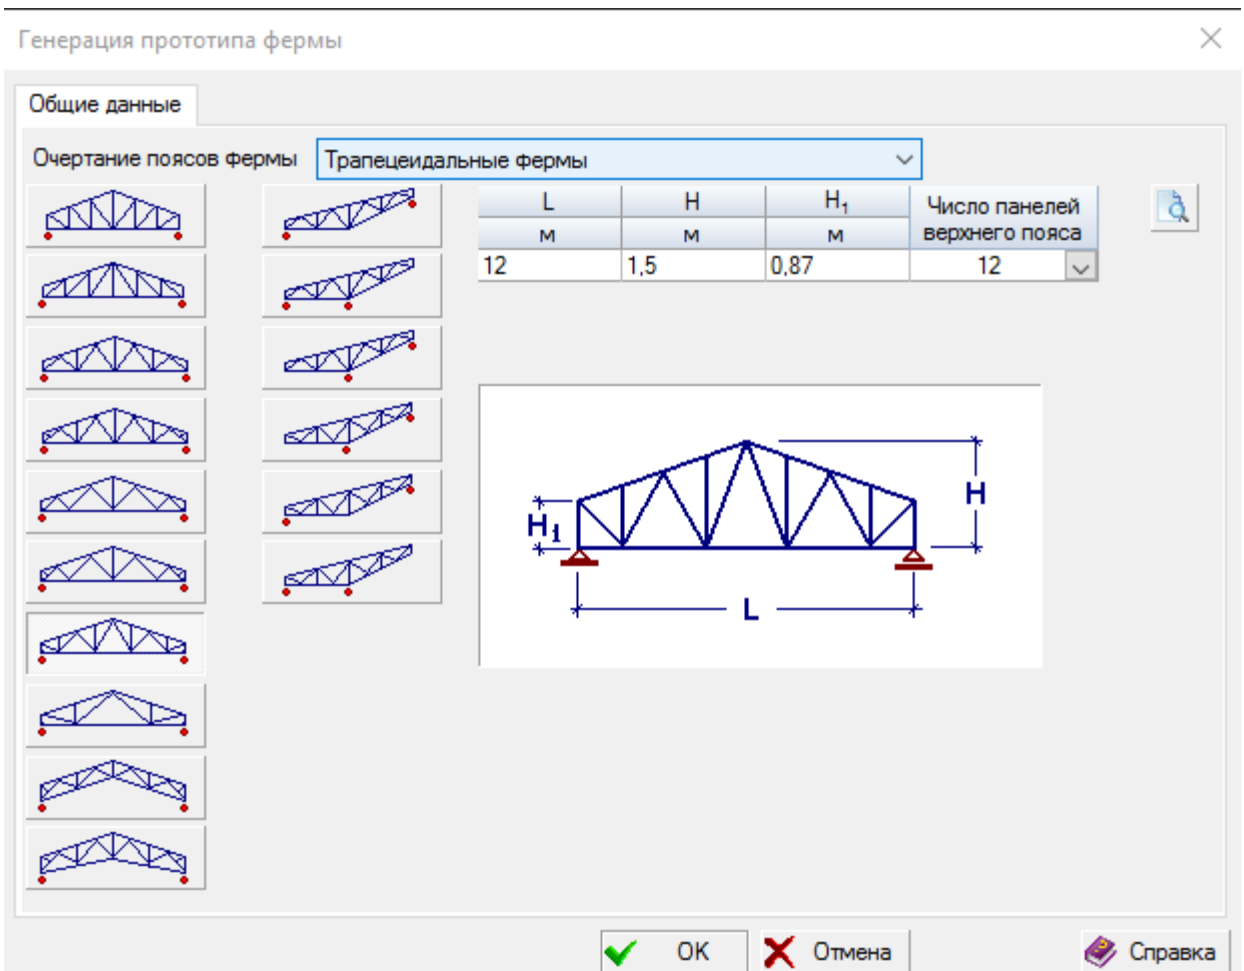 Генерация прототипа фермы
Общие данные
Очертание поясов фермы Трапецеидальные фермы
L H H₁ Число панелей верхнего пояса
м м м
12 1,5 0,87 12
H
H₁
L
OK Отмена Справка